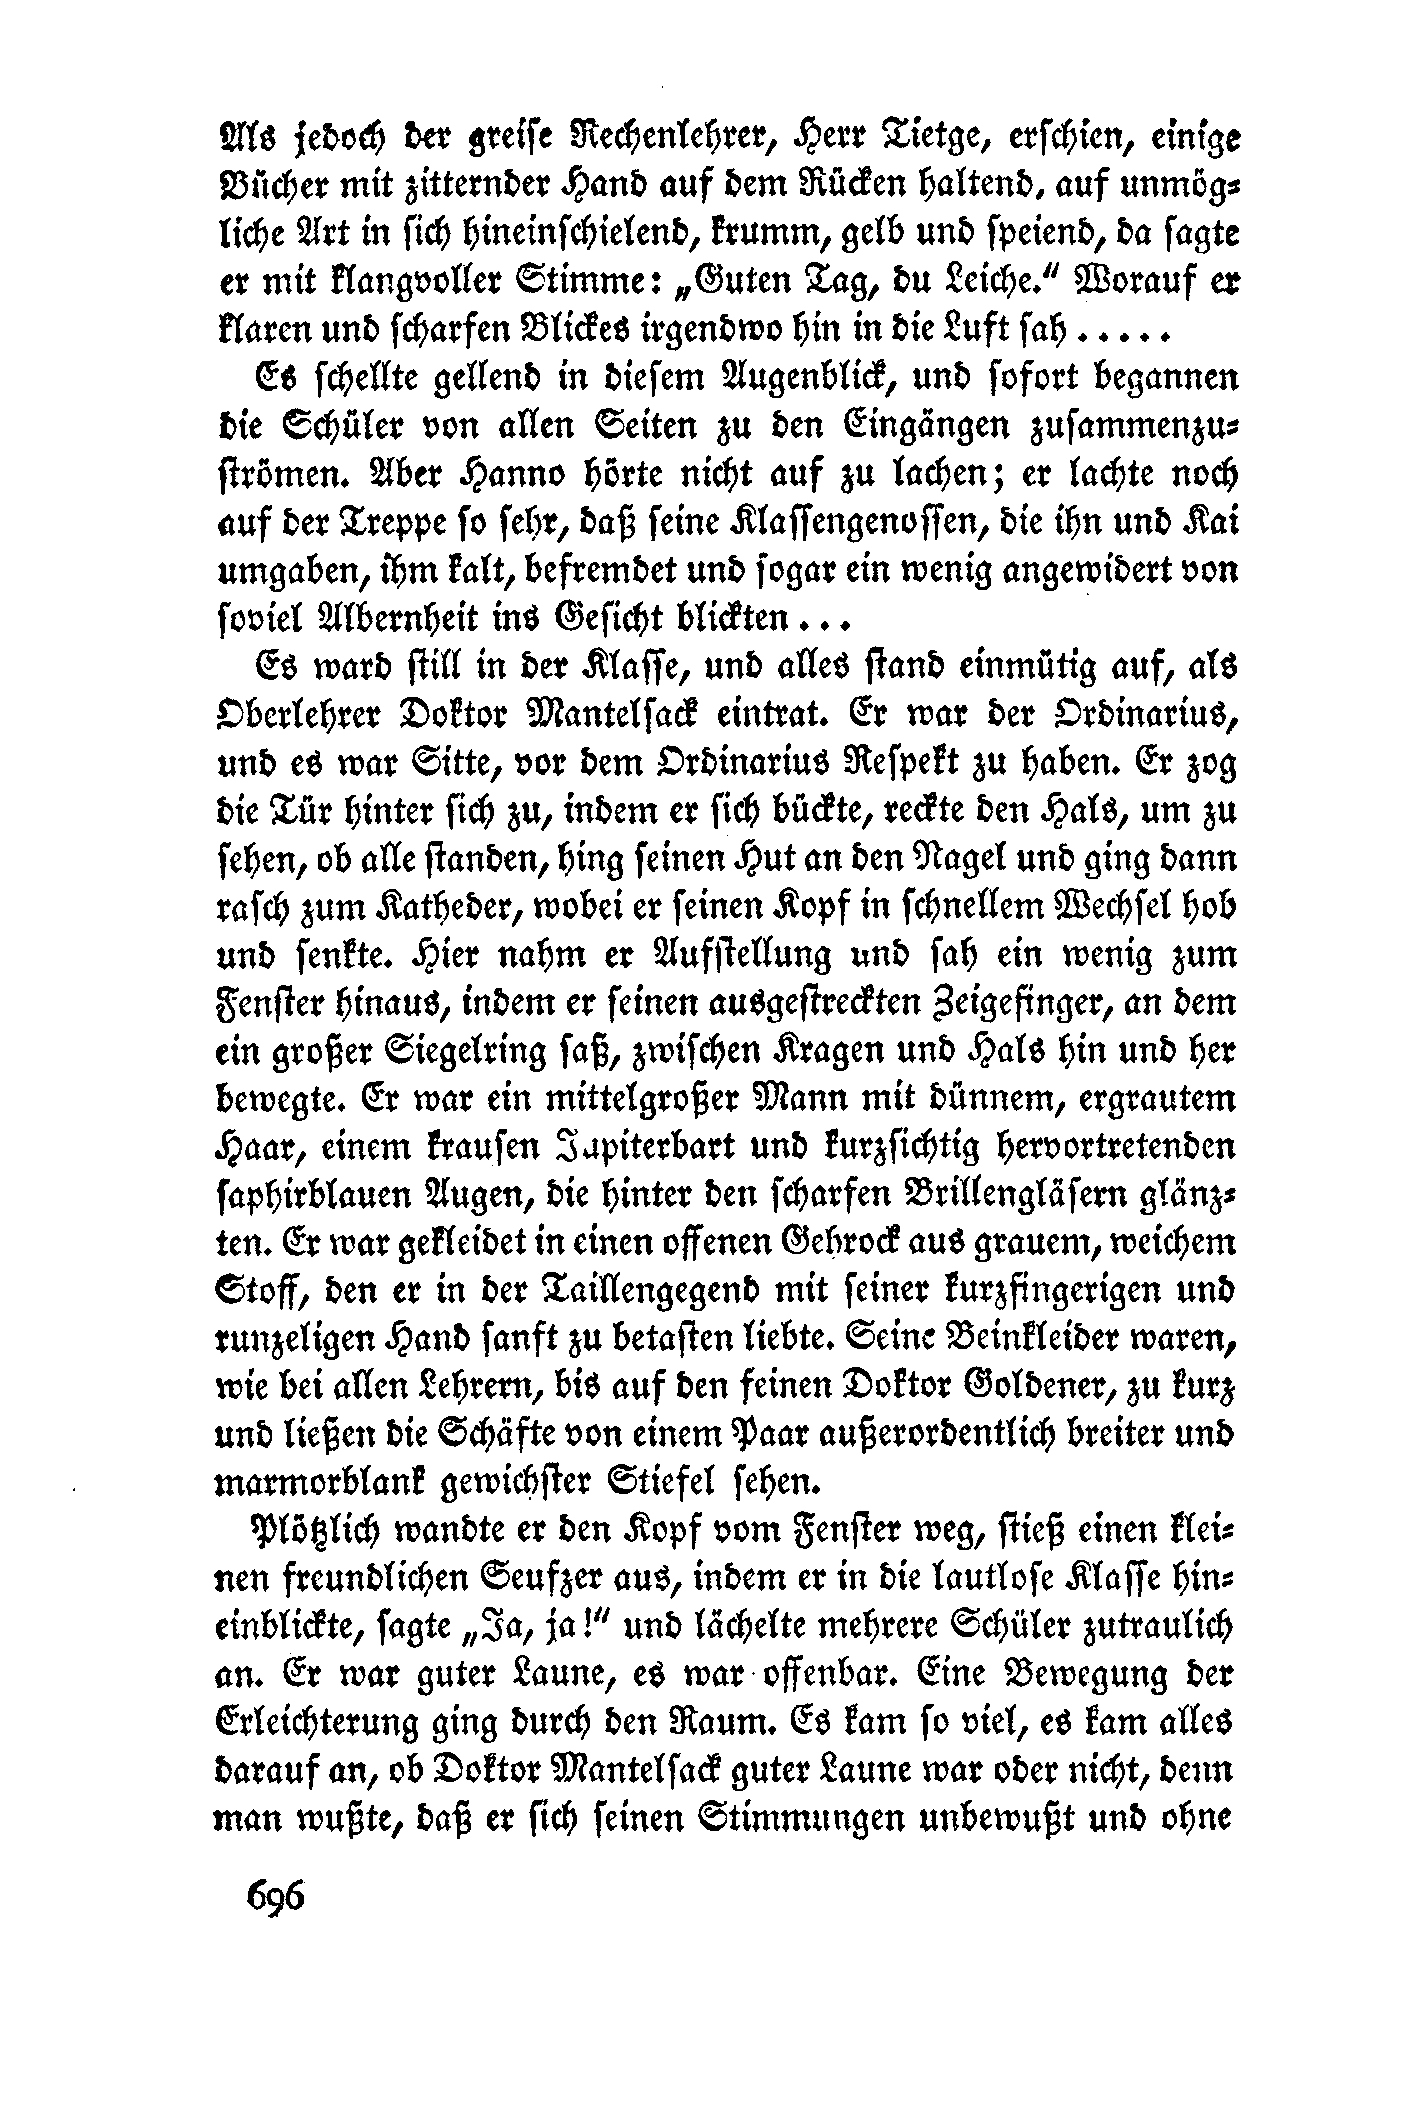 Als jedoch der greise Rechenlehrer, Herr Tietge, erschien, einige
Bücher mit zitternder Hand auf dem Rücken haltend, auf unmög-
liche Art in sich hineinschielend, krumm, gelb und speiend, da sagte
er mit klangvoller Stimme: „Guten Tag, du Leiche.“ Worauf er
klaren und scharfen Blickes irgendwo hin in die Luft sah . . . . .
Es schellte gellend in diesem Augenblick, und sofort begannen
die Schüler von allen Seiten zu den Eingängen zusammenzu-
strömen. Aber Hanno hörte nicht auf zu lachen; er lachte noch
auf der Treppe so sehr, daß seine Klassengenossen, die ihn und Kai
umgaben, ihm kalt, befremdet und sogar ein wenig angewidert von
soviel Albernheit ins Gesicht blickten . . .
Es ward still in der Klasse, und alles stand einmütig auf, als
Oberlehrer Doktor Mantelsack eintrat. Er war der Ordinarius,
und es war Sitte, vor dem Ordinarius Respekt zu haben. Er zog
die Tür hinter sich zu, indem er sich bückte, reckte den Hals, um zu
sehen, ob alle standen, hing seinen Hut an den Nagel und ging dann
rasch zum Katheder, wobei er seinen Kopf in schnellem Wechsel hob
und senkte. Hier nahm er Aufstellung und sah ein wenig zum
Fenster hinaus, indem er seinen ausgestreckten Zeigefinger, an dem
ein großer Siegelring saß, zwischen Kragen und Hals hin und her
bewegte. Er war ein mittelgroßer Mann mit dünnem, ergrautem
Haar, einem krausen Jupiterbart und kurzsichtig hervortretenden
saphirblauen Augen, die hinter den scharfen Brillengläsern glänz-
ten. Er war gekleidet in einen offenen Gehrock aus grauem, weichem
Stoff, den er in der Taillengegend mit seiner kurzfingerigen und
runzeligen Hand sanft zu betasten liebte. Seine Beinkleider waren,
wie bei allen Lehrern, bis auf den feinen Doktor Goldener, zu kurz
und ließen die Schäfte von einem Paar außerordentlich breiter und
marmorblank gewichster Stiefel sehen.
Plötzlich wandte er den Kopf vom Fenster weg, stieß einen klei-
nen freundlichen Seufzer aus, indem er in die lautlose Klasse hin-
einblickte, sagte „Ja, ja!“ und lächelte mehrere Schüler zutraulich
an. Er war guter Laune, es war offenbar. Eine Bewegung der
Erleichterung ging durch den Raum. Es kam so viel, es kam alles
darauf an, ob Doktor Mantelsack guter Laune war oder nicht, denn
man wußte, daß er sich seinen Stimmungen unbewußt und ohne
696